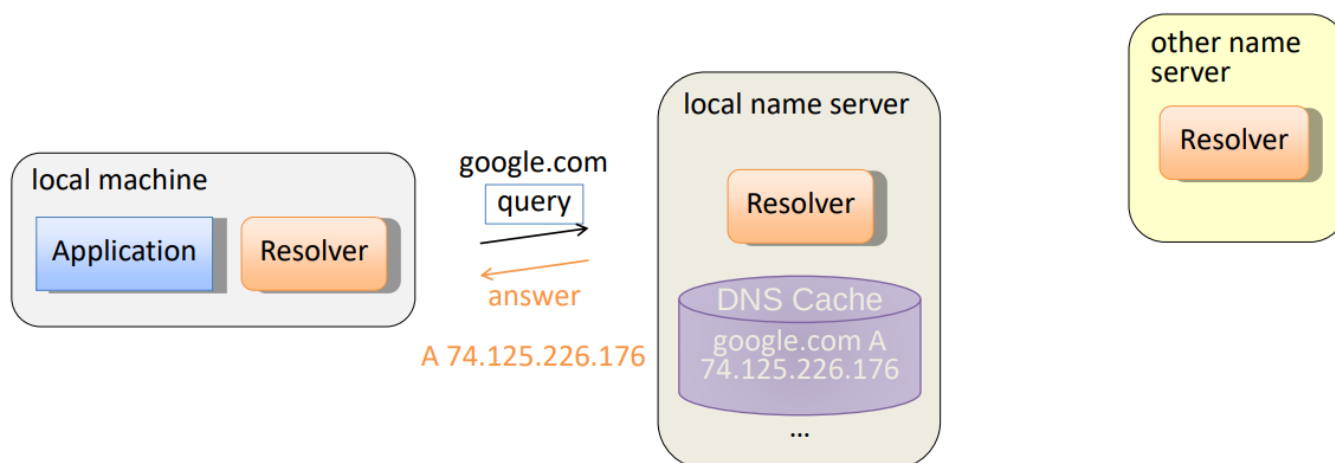 other name
server
Resolver
local name server
Resolver
DNS Cache
google.com A
74.125.226.176
...
local machine
Application
Resolver
google.com
query
answer
A 74.125.226.176